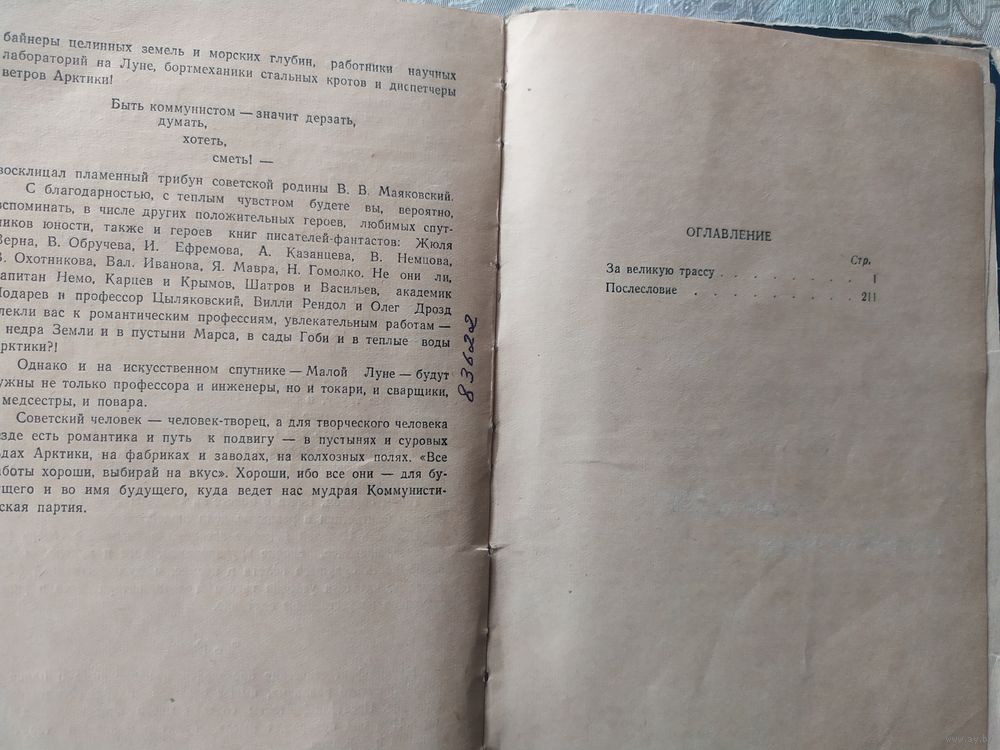 байнеры целинных земель и морских глубин, работники научных
лабораторий на Луне, бортмеханики стальных кротов и диспетчеры
ветров Арктики!
Быть коммунистом — значит дерзать,
думать,
хотеть,
сметь! —
восклицал пламенный трибун советской родины В. В. Маяковский.
С благодарностью, с теплым чувством будете вы, вероятно,
вспоминать, в числе других положительных героев, любимых спут-
ников юности, также и героев книг писателей-фантастов: Жюля
Верна, В. Обручева, И. Ефремова, А. Казанцева, В. Немцова,
В. Охотникова, Вал. Иванова, Я. Мавра, Н. Гомолко. Не они ли,
капитан Немо, Карцев и Крымов, Шатров и Васильев, академик
и профессор Цыляковский, Вилли Рендол и Олег Дрозд
влекли вас к романтическим профессиям, увлекательным работам —
недра Земли и в пустыни Марса, в сады Гоби и в теплые воды
Арктики?!
Однако и на искусственном спутнике — Малой Луне — будут
нужны не только профессора и инженеры, но и токари, и сварщики,
медсестры, и повара.
Советский человек — человек-творец, а для творческого человека
езде есть романтика и путь к подвигу — в пустынях и суровых
льдах Арктики, на фабриках и заводах, на колхозных полях. «Все
работы хороши, выбирай на вкус». Хороши, ибо все они — для бу-
дущего и во имя будущего, куда ведет нас мудрая Коммунисти-
ческая партия.
83622
ОГЛАВЛЕНИЕ
Стр.
За великую трассу . . . . . . . . 1
Послесловие . . . . . . . . . . 211
www.ay.by